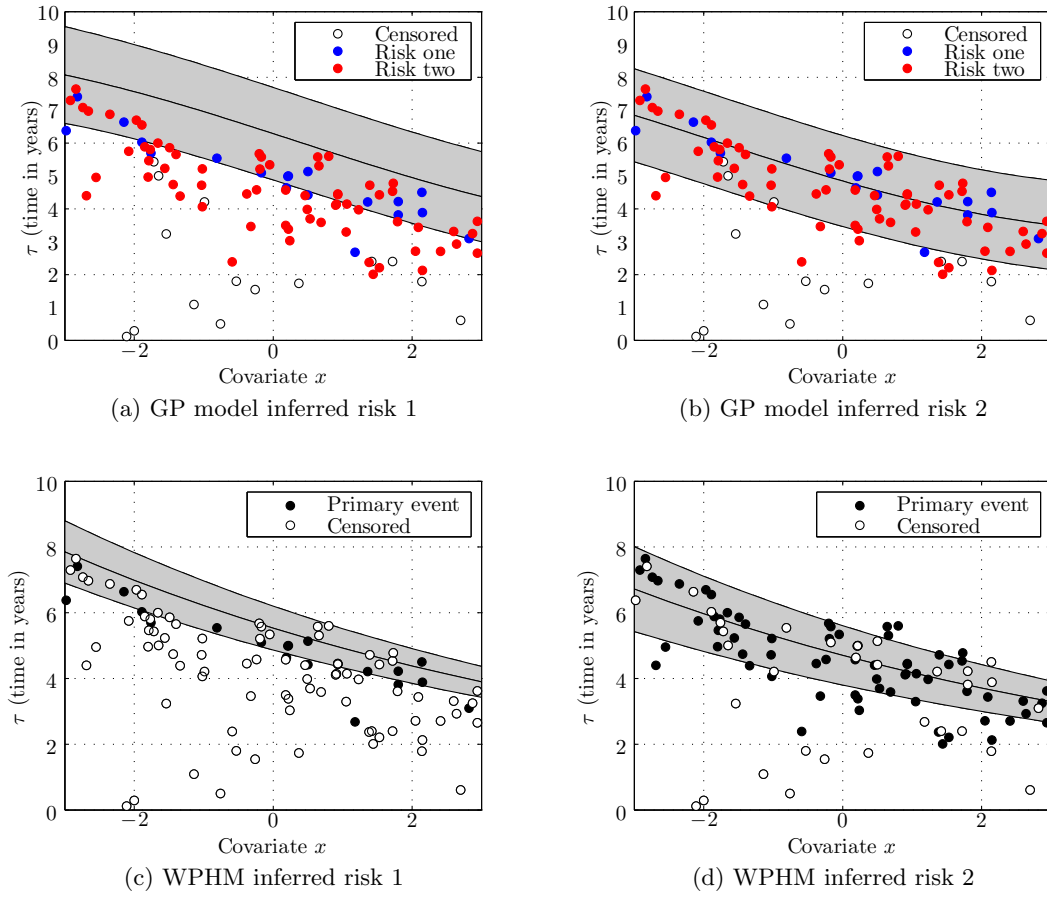 10
9
8
7
6
5
4
3
2
1
0
τ (time in years)
Censored
Risk one
Risk two
−2
0
2
Covariate x
(a) GP model inferred risk 1
10
9
8
7
6
5
4
3
2
1
0
τ (time in years)
Censored
Risk one
Risk two
−2
0
2
Covariate x
(b) GP model inferred risk 2
10
8
6
4
2
0
τ (time in years)
Primary event
Censored
−2
0
2
Covariate x
(c) WPHM inferred risk 1
10
8
6
4
2
0
τ (time in years)
Primary event
Censored
−2
0
2
Covariate x
(d) WPHM inferred risk 2